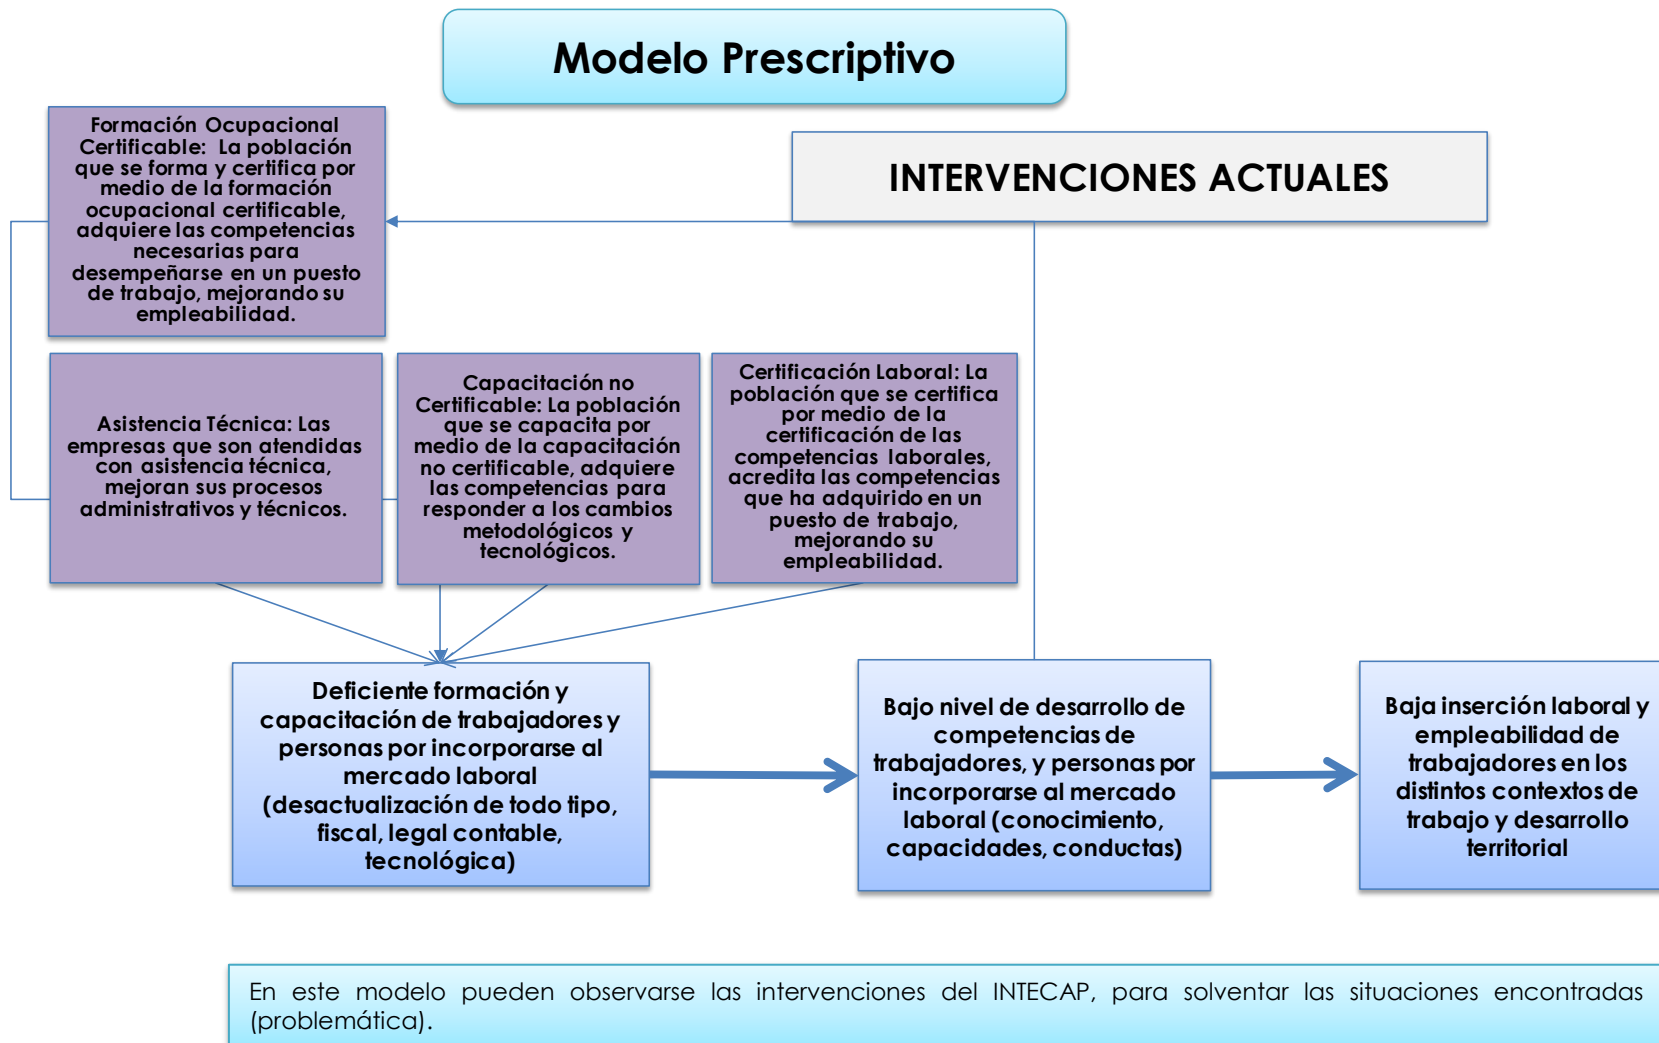 Modelo Prescriptivo
INTERVENCIONES ACTUALES
Formación Ocupacional
Certificable: La población
que se forma y certifica por
medio de la formación
ocupacional certificable,
adquiere las competencias
necesarias para
desempeñarse en un puesto
de trabajo, mejorando su
empleabilidad.
Asistencia Técnica: Las
empresas que son atendidas
con asistencia técnica,
mejoran sus procesos
administrativos y técnicos.
Capacitación no
Certificable: La población
que se capacita por
medio de la capacitación
no certificable, adquiere
las competencias para
responder a los cambios
metodológicos y
tecnológicos.
Certificación Laboral: La
población que se certifica
por medio de la
certificación de las
competencias laborales,
acredita las competencias
que ha adquirido en un
puesto de trabajo,
mejorando su
empleabilidad.
Deficiente formación y
capacitación de trabajadores y
personas por incorporarse al
mercado laboral
(desactualización de todo tipo,
fiscal, legal contable,
tecnológica)
Bajo nivel de desarrollo de
competencias de
trabajadores, y personas por
incorporarse al mercado
laboral (conocimiento,
capacidades, conductas)
Baja inserción laboral y
empleabilidad de
trabajadores en los
distintos contextos de
trabajo y desarrollo
territorial
En este modelo pueden observarse las intervenciones del INTECAP, para solventar las situaciones encontradas
(problemática).